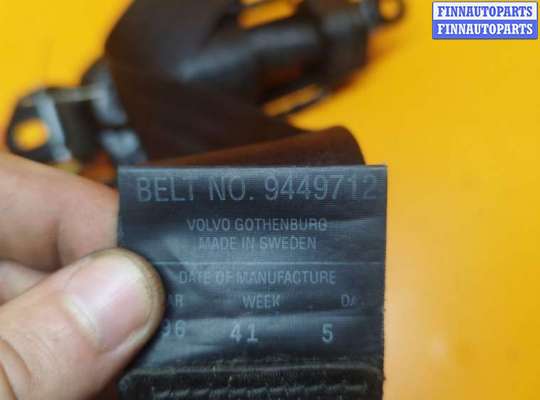 FINNAUTOPARTS
FINNAUTOPARTS
BELT NO. 9449712
VOLVO GOTHENBURG
MADE IN SWEDEN
DATE OF MANUFACTURE
WEEK
96 41 5